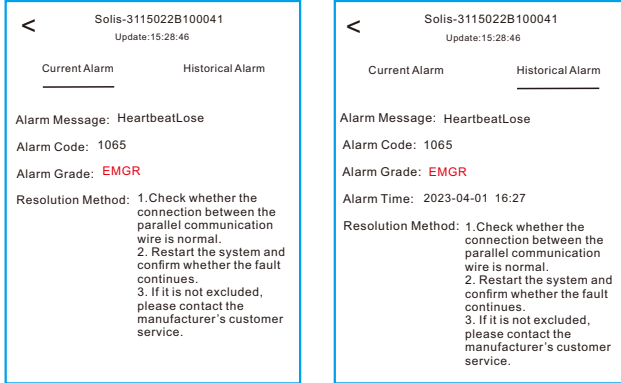 <
Solis-3115022B100041
Update:15:28:46
Current Alarm
Historical Alarm
Alarm Message: HeartbeatLose
Alarm Code: 1065
Alarm Grade: EMGR
Resolution Method: 1.Check whether the
connection between the
parallel communication
wire is normal.
2. Restart the system and
confirm whether the fault
continues.
3. If it is not excluded,
please contact the
manufacturer's customer
service.
<
Solis-3115022B100041
Update:15:28:46
Current Alarm
Historical Alarm
Alarm Message: HeartbeatLose
Alarm Code: 1065
Alarm Grade: EMGR
Alarm Time: 2023-04-01 16:27
Resolution Method: 1.Check whether the
connection between the
parallel communication
wire is normal.
2. Restart the system and
confirm whether the fault
continues.
3. If it is not excluded,
please contact the
manufacturer's customer
service.